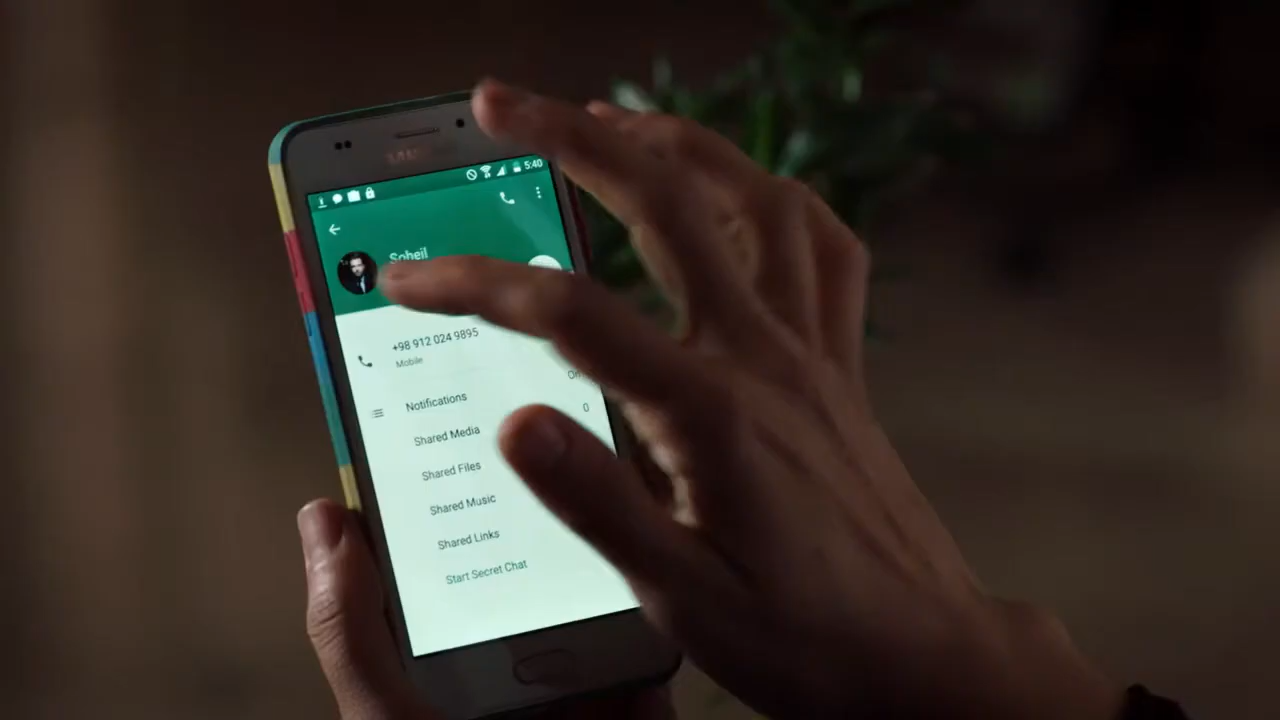 5:40
Soheil
+98 912 024 9895
Mobile
Notifications
On
Shared Media
0
Shared Files
Shared Music
Shared Links
Start Secret Chat